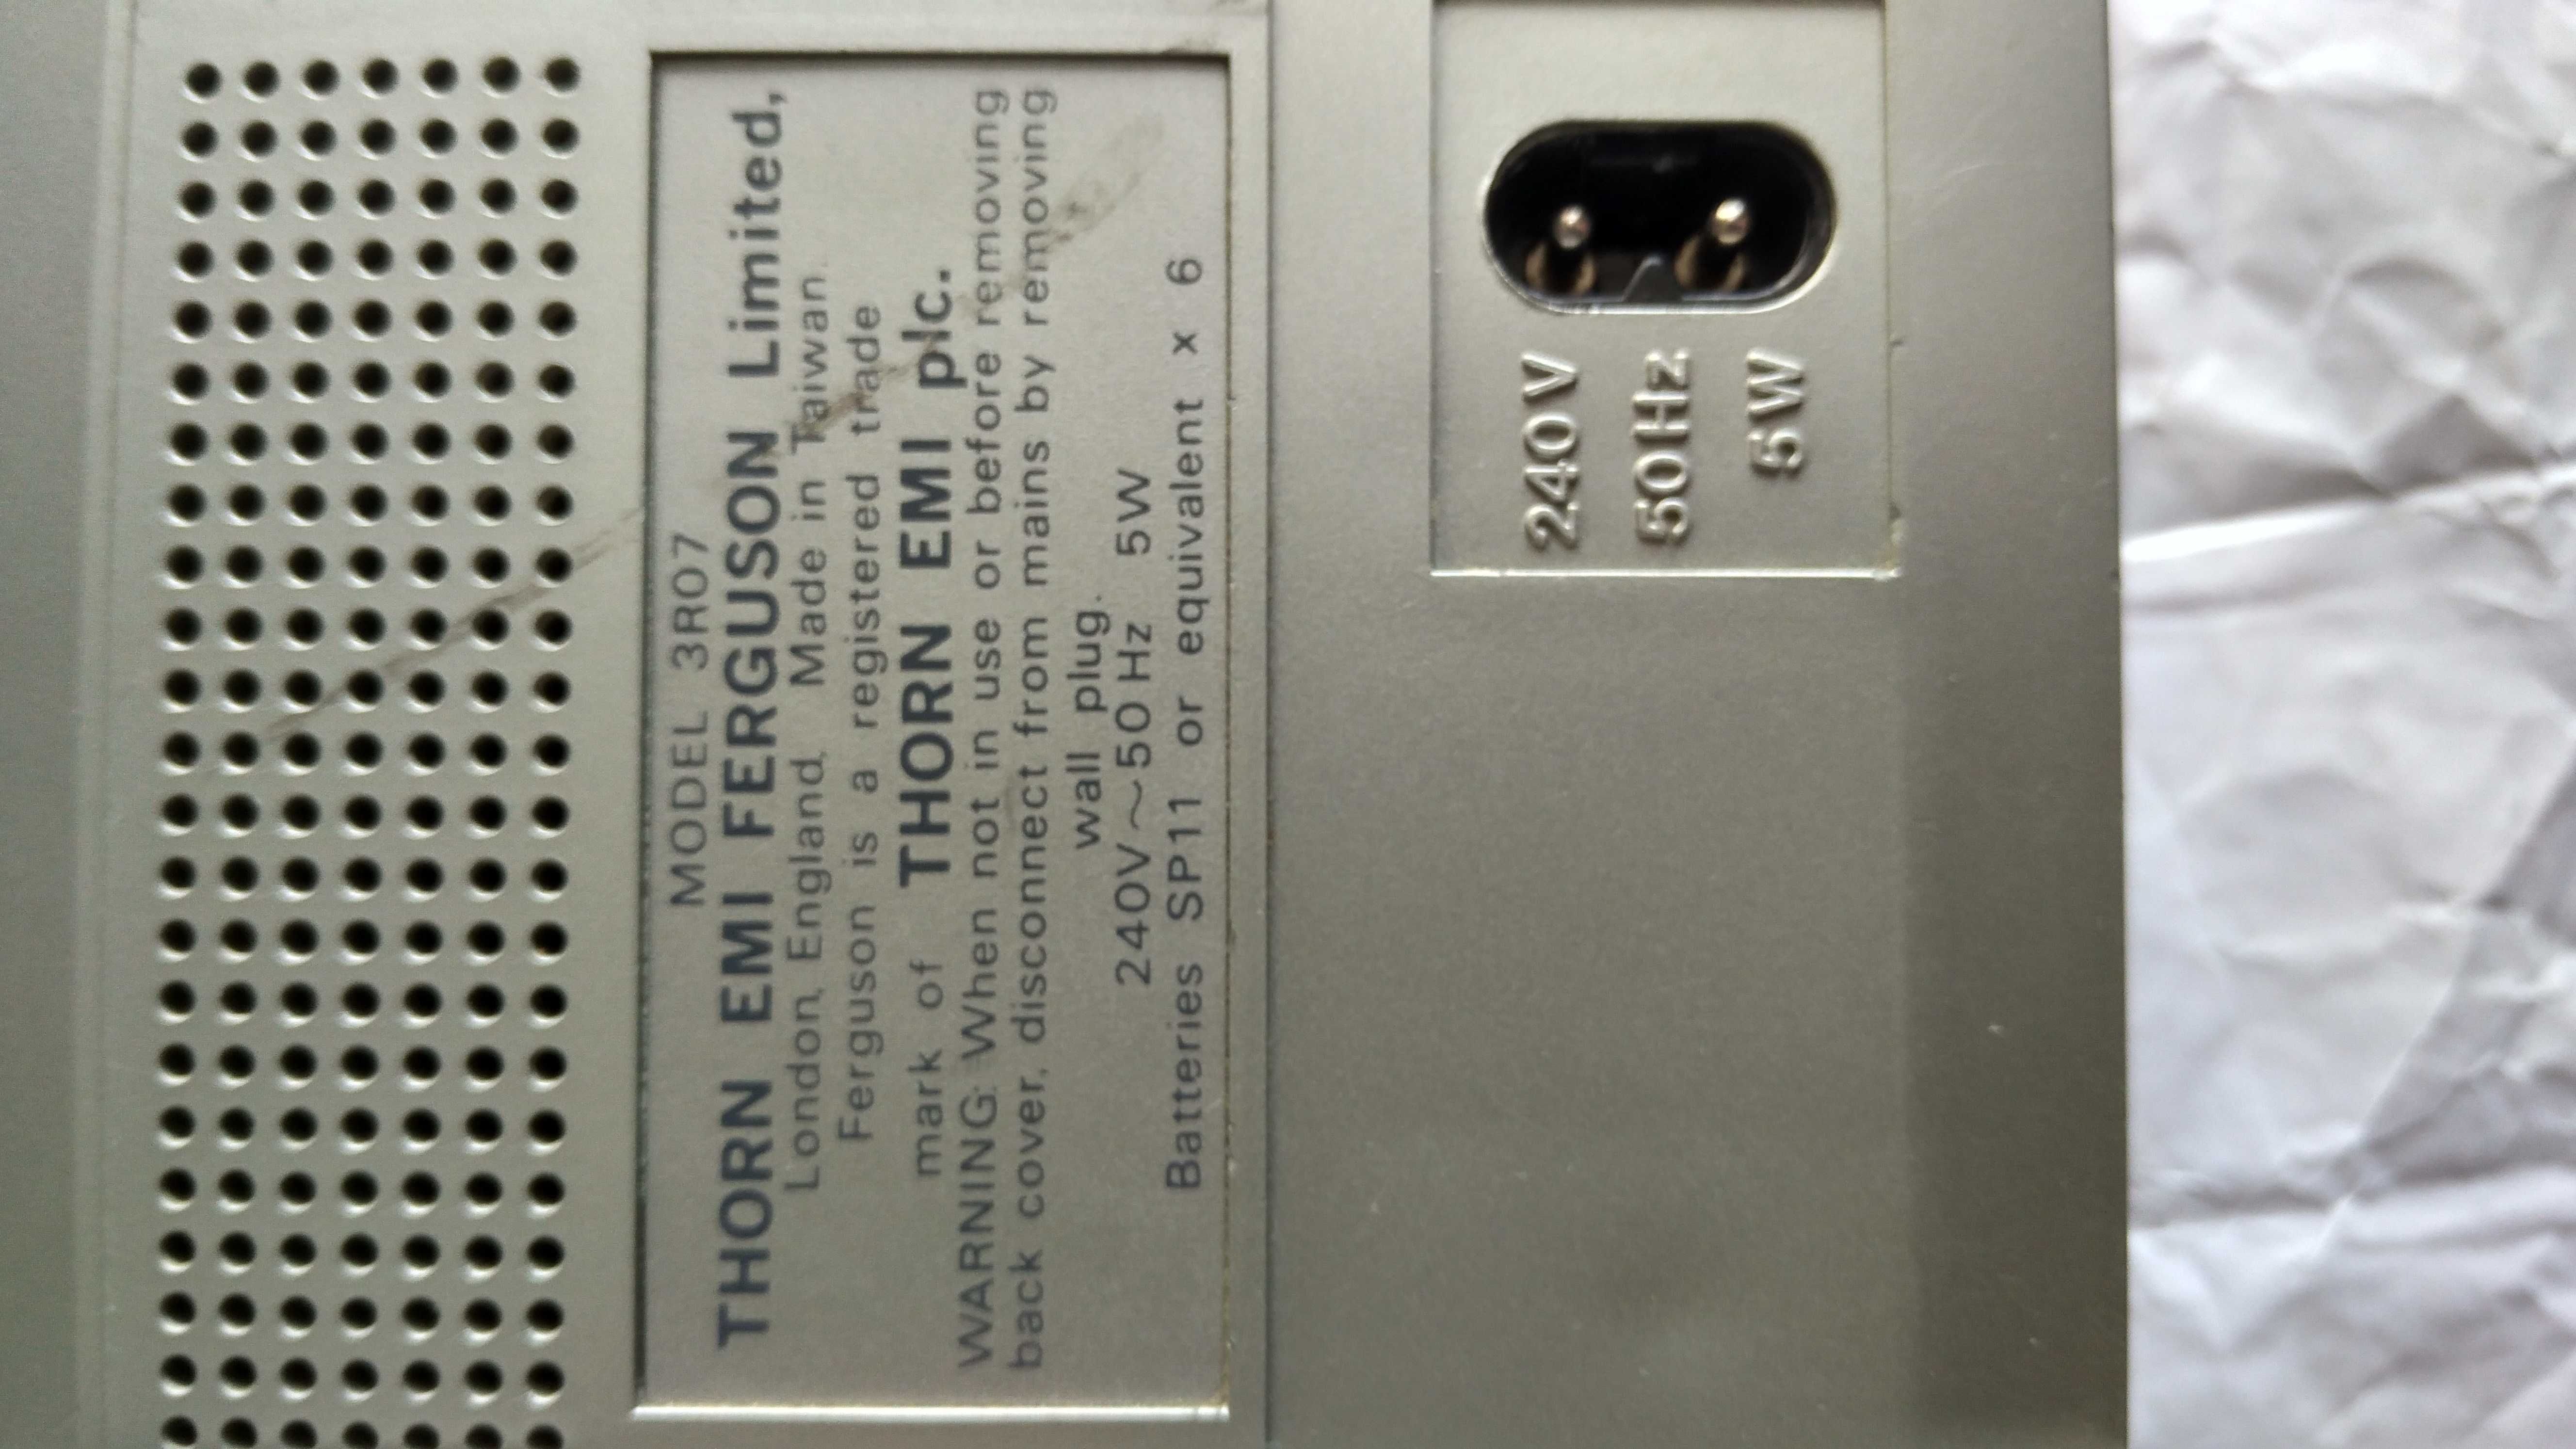 MODEL 3R07
THORN EMI FERGUSON Limited,
London, England. Made in Taiwan.
Ferguson is a registered trade
mark of THORN EMI plc.
WARNING: When not in use or before removing
back cover, disconnect from mains by removing
wall plug.
240V~50Hz 5W
Batteries SP11 or equivalent x 6
240V
50Hz
5W